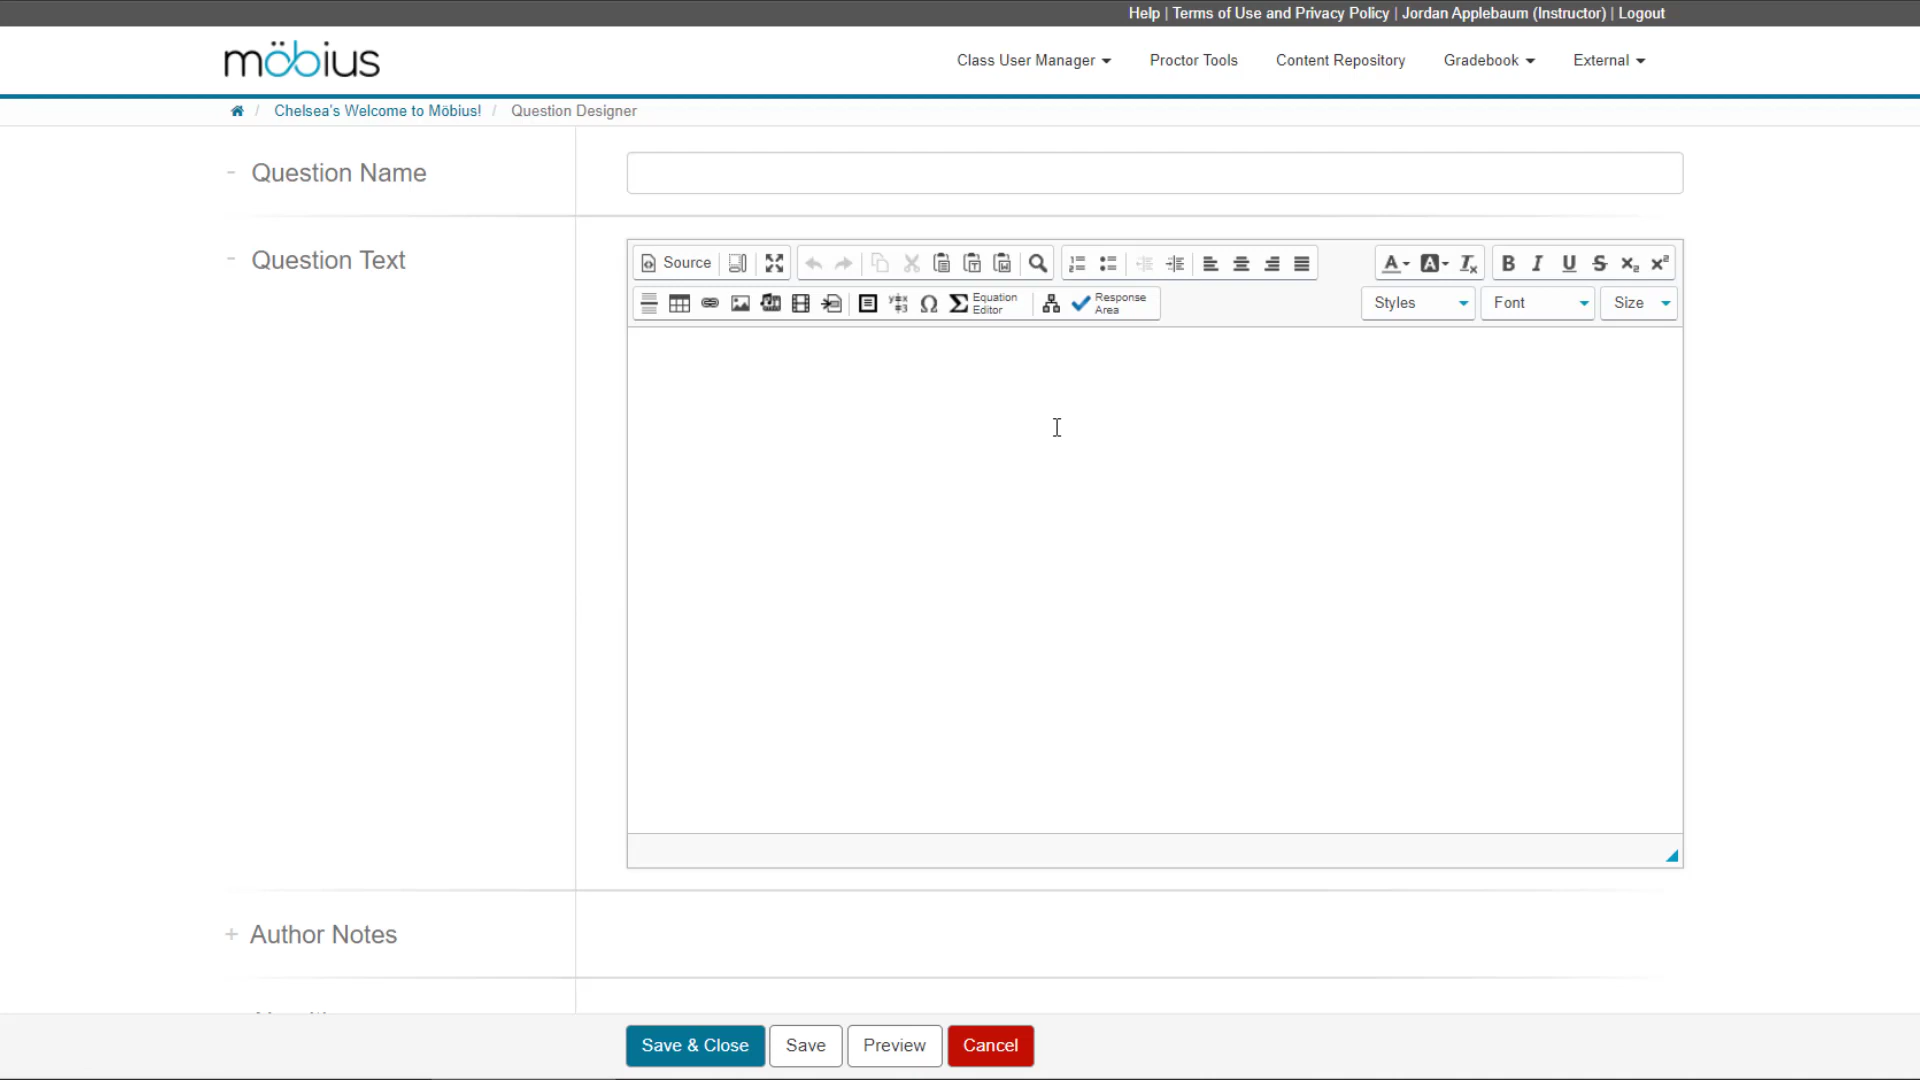 Help | Terms of Use and Privacy Policy | Jordan Applebaum (Instructor) | Logout
möbius
Class User Manager Proctor Tools Content Repository Gradebook External
/ Chelsea's Welcome to Möbius! / Question Designer
- Question Name
- Question Text
Source
Equation Editor
Response Area
Styles Font Size
+ Author Notes
Save & Close Save Preview Cancel